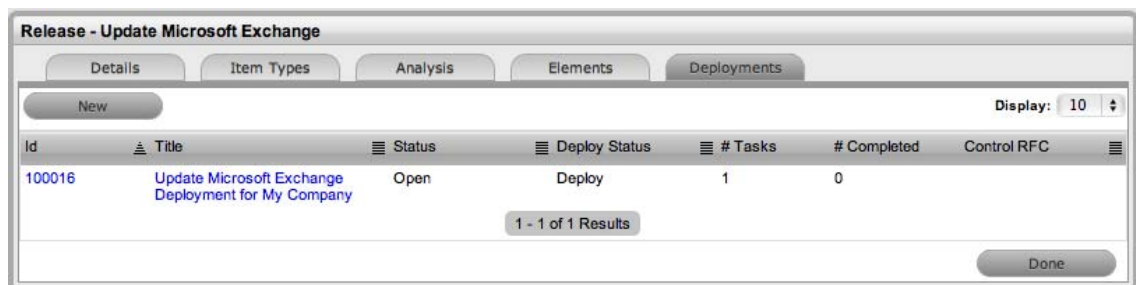 Release - Update Microsoft Exchange
Details Item Types Analysis Elements Deployments
New Display: 10
Id Title Status Deploy Status # Tasks # Completed Control RFC
100016 Update Microsoft Exchange Open Deploy 1 0
Deployment for My Company
1 - 1 of 1 Results
Done